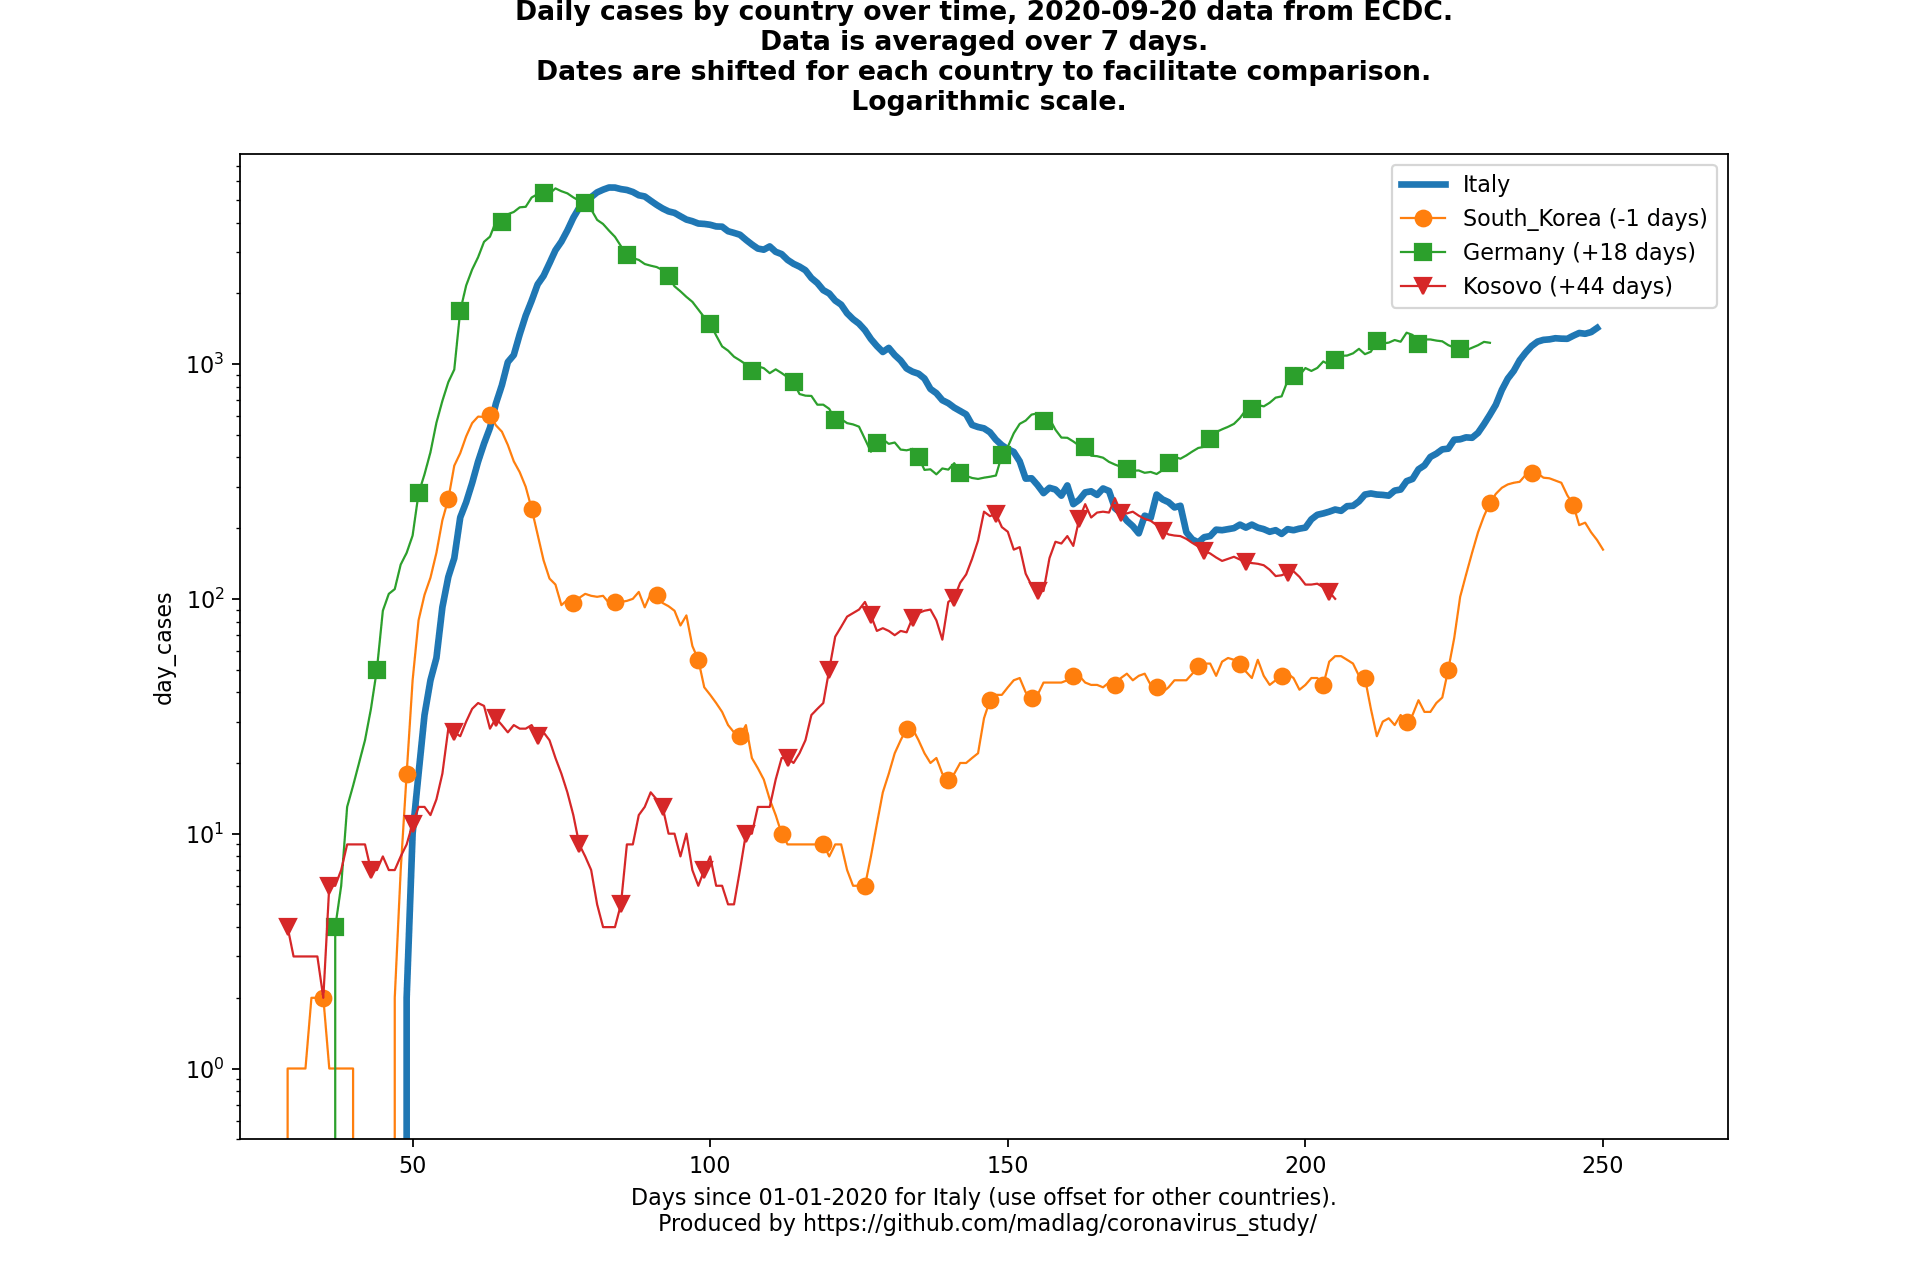 Daily cases by country over time, 2020-09-20 data from ECDC.
Data is averaged over 7 days.
Dates are shifted for each country to facilitate comparison.
Logarithmic scale.
Italy
South_Korea (-1 days)
Germany (+18 days)
Kosovo (+44 days)
day_cases
10³
10²
10¹
10⁰
50 100 150 200 250
Days since 01-01-2020 for Italy (use offset for other countries).
Produced by https://github.com/madlag/coronavirus_study/